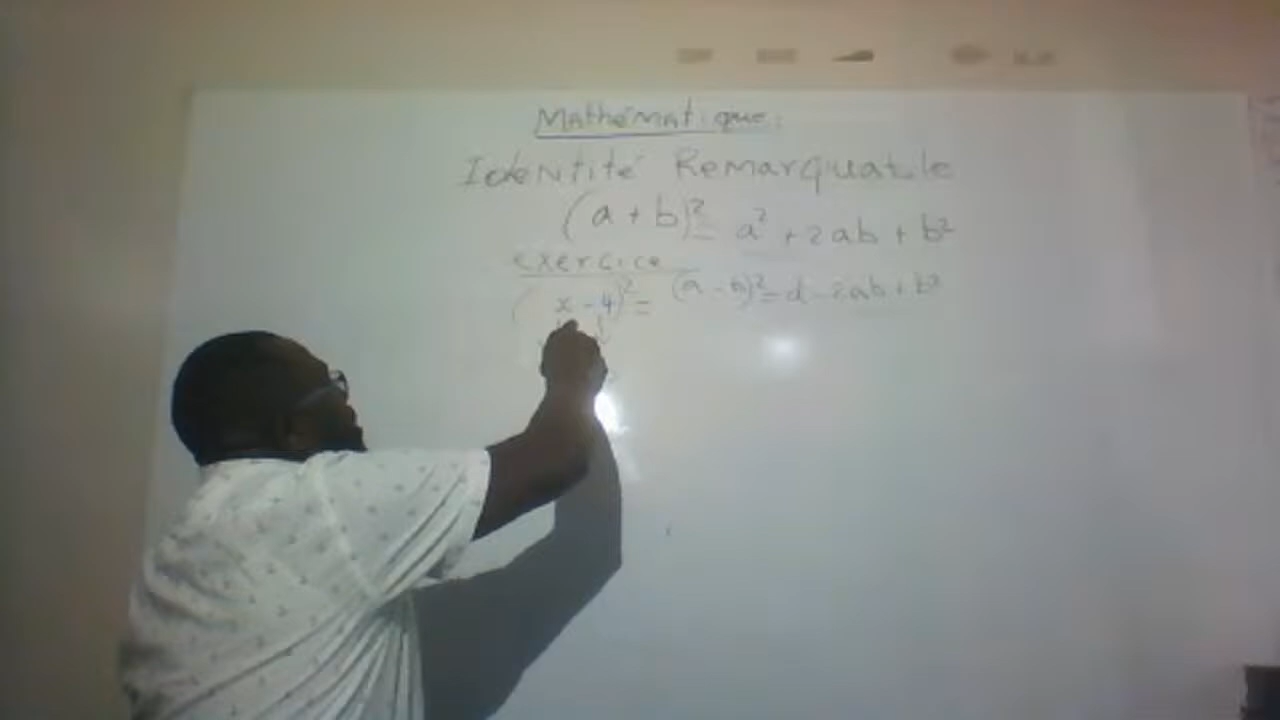 Mathématique:
Identité Remarquable
(a + b)² = a² + 2ab + b²
exercice
(x - 4)² = (a - b)² = a² - 2ab + b²